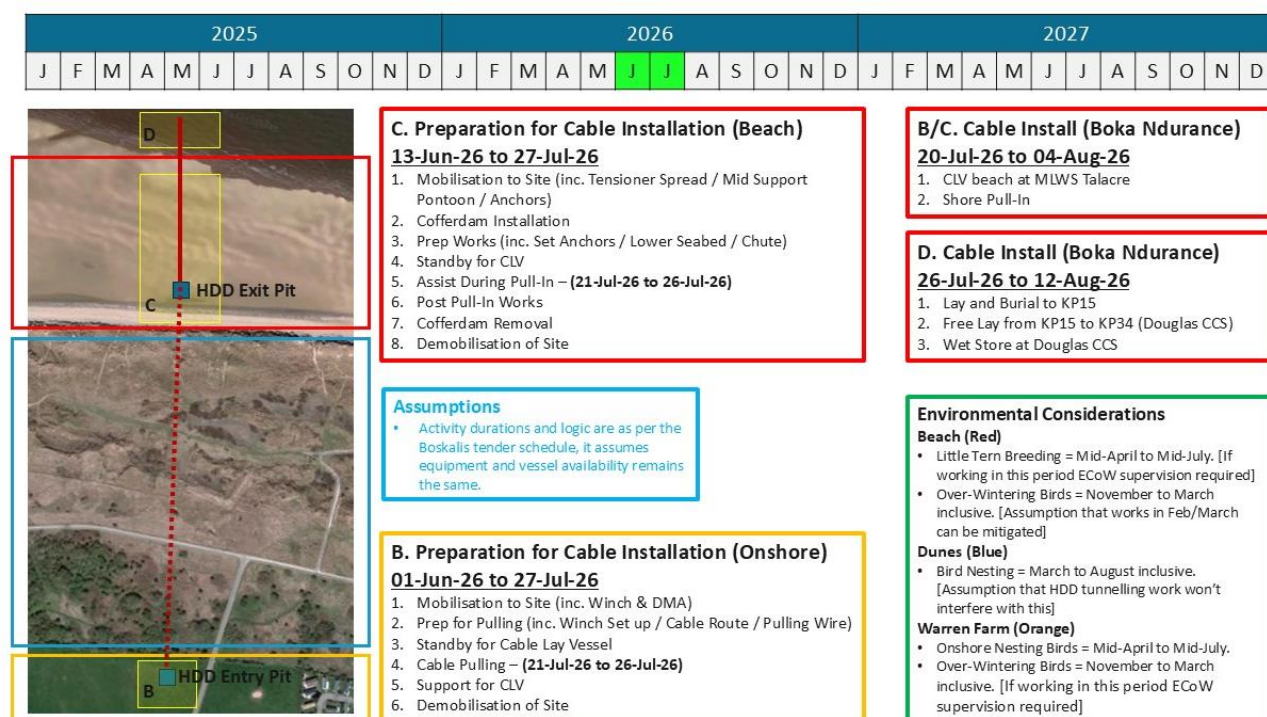 2025 2026 2027
J F M A M J J A S O N D J F M A M J J A S O N D J F M A M J J A S O N D
D
HDD Exit Pit
C
HDD Entry Pit
B
C. Preparation for Cable Installation (Beach)
13-Jun-26 to 27-Jul-26
1. Mobilisation to Site (inc. Tensioner Spread / Mid Support
Pontoon / Anchors)
2. Cofferdam Installation
3. Prep Works (inc. Set Anchors / Lower Seabed / Chute)
4. Standby for CLV
5. Assist During Pull-In – (21-Jul-26 to 26-Jul-26)
6. Post Pull-In Works
7. Cofferdam Removal
8. Demobilisation of Site
Assumptions
• Activity durations and logic are as per the
Boskalis tender schedule, it assumes
equipment and vessel availability remains
the same.
B. Preparation for Cable Installation (Onshore)
01-Jun-26 to 27-Jul-26
1. Mobilisation to Site (inc. Winch & DMA)
2. Prep for Pulling (inc. Winch Set up / Cable Route / Pulling Wire)
3. Standby for Cable Lay Vessel
4. Cable Pulling – (21-Jul-26 to 26-Jul-26)
5. Support for CLV
6. Demobilisation of Site
B/C. Cable Install (Boka Ndurance)
20-Jul-26 to 04-Aug-26
1. CLV beach at MLWS Talacre
2. Shore Pull-In
D. Cable Install (Boka Ndurance)
26-Jul-26 to 12-Aug-26
1. Lay and Burial to KP15
2. Free Lay from KP15 to KP34 (Douglas CCS)
3. Wet Store at Douglas CCS
Environmental Considerations
Beach (Red)
• Little Tern Breeding = Mid-April to Mid-July. [If
working in this period ECoW supervision required]
• Over-Wintering Birds = November to March
inclusive. [Assumption that works in Feb/March
can be mitigated]
Dunes (Blue)
• Bird Nesting = March to August inclusive.
[Assumption that HDD tunnelling work won't
interfere with this]
Warren Farm (Orange)
• Onshore Nesting Birds = Mid-April to Mid-July.
• Over-Wintering Birds = November to March
inclusive. [If working in this period ECoW
supervision required]